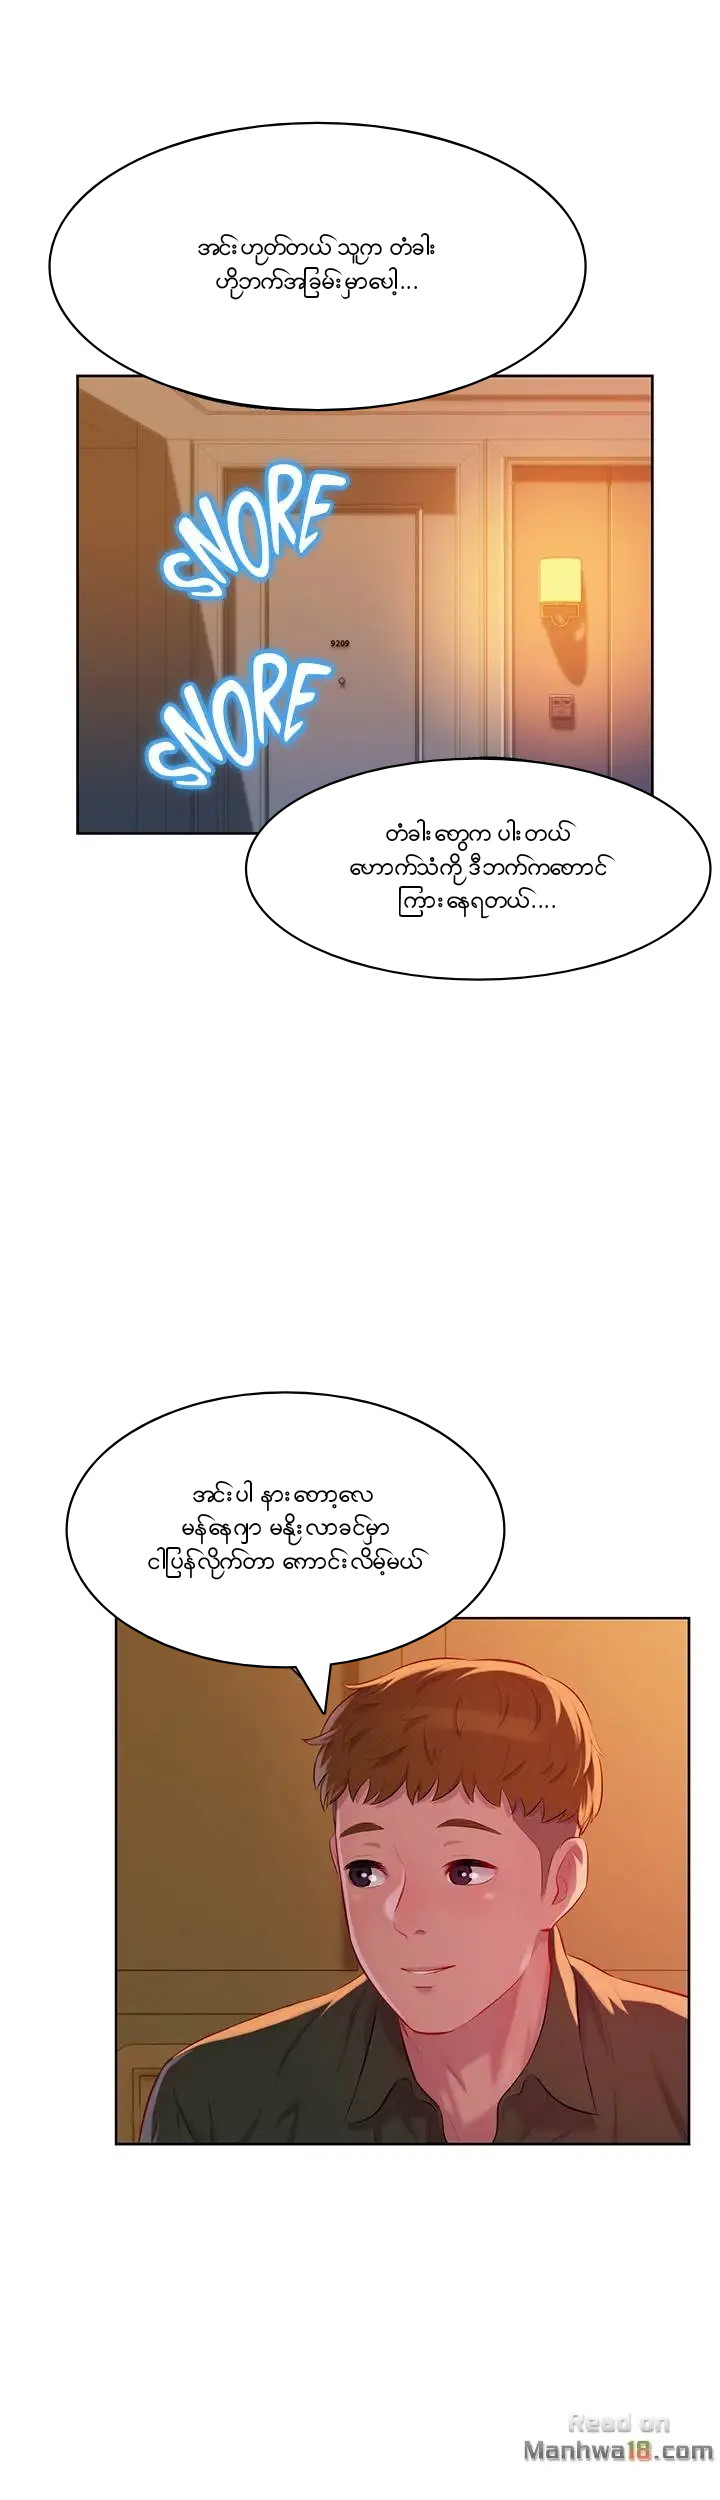 အင်းဟုတ်တယ် သူက တံခါး
ဟိုဘက်အခြမ်းမှာပေါ့...
SNORE
9209
SNORE
တံခါးတွေက ပါးတယ်
ဟောက်သံကို ဒီဘက်ကတောင်
ကြားနေရတယ်....
အင်းပါ နားတော့လေ
မန်နေဂျာ မနိုးလာခင်မှာ
ငါပြန်လိုက်တာ ကောင်းလိမ့်မယ်
Read on
Manhwa18.com